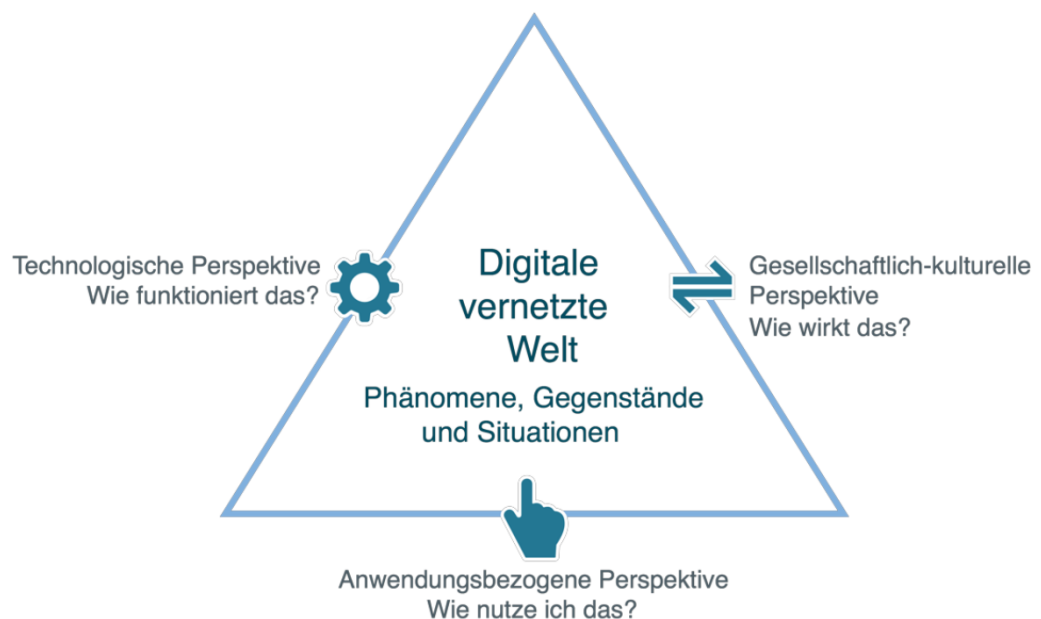 Technologische Perspektive
Wie funktioniert das?
Digitale
vernetzte
Welt
Phänomene, Gegenstände
und Situationen
Gesellschaftlich-kulturelle
Perspektive
Wie wirkt das?
Anwendungsbezogene Perspektive
Wie nutze ich das?